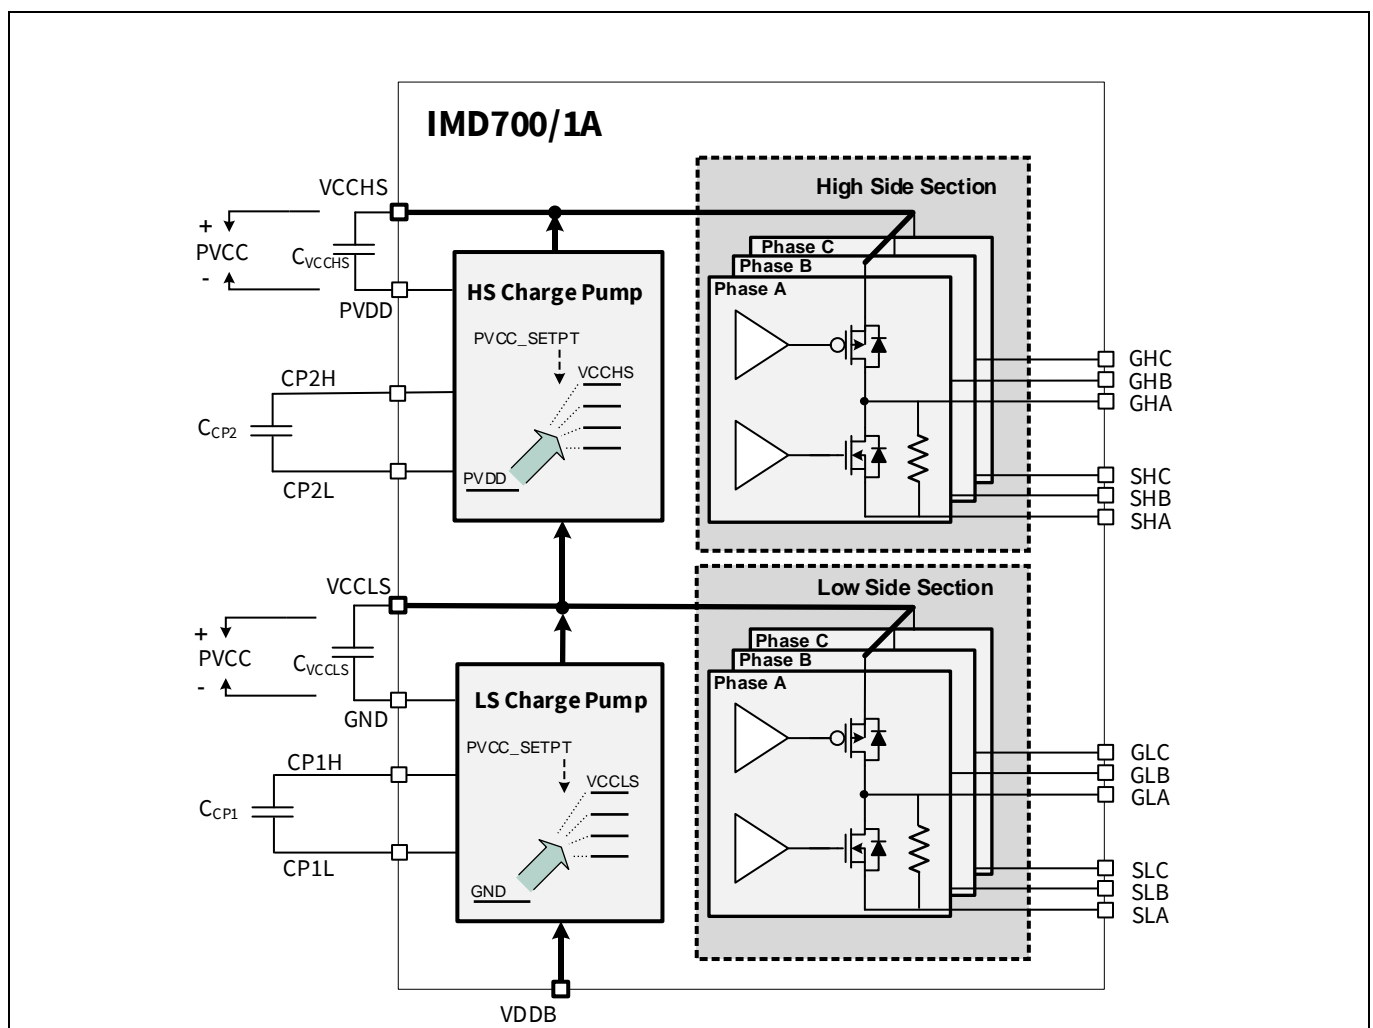 IMD700/1A
VCCHS
+
PVCC
-
CVCCHS
PVDD
HS Charge Pump
PVCC_SETPT
VCCHS
PVDD
CP2H
CCP2
CP2L
High Side Section
Phase C
Phase B
Phase A
GHC
GHB
GHA
SHC
SHB
SHA
VCCLS
+
PVCC
-
CVCCLS
GND
LS Charge Pump
PVCC_SETPT
VCCLS
GND
CP1H
CCP1
CP1L
Low Side Section
Phase C
Phase B
Phase A
GLC
GLB
GLA
SLC
SLB
SLA
VDDB